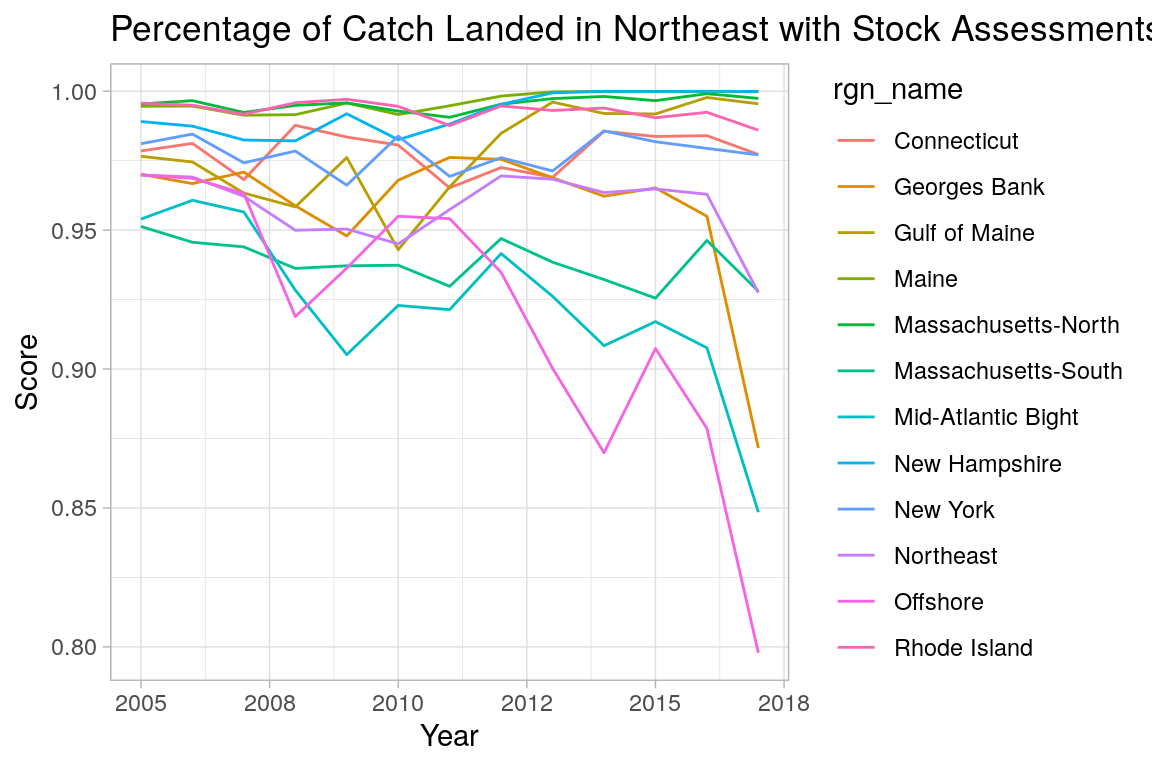 Percentage of Catch Landed in Northeast with Stock Assessments
1.00
0.95
0.90
0.85
0.80
Score
2005 2008 2010 2012 2015 2018
Year
rgn_name
Connecticut
Georges Bank
Gulf of Maine
Maine
Massachusetts-North
Massachusetts-South
Mid-Atlantic Bight
New Hampshire
New York
Northeast
Offshore
Rhode Island